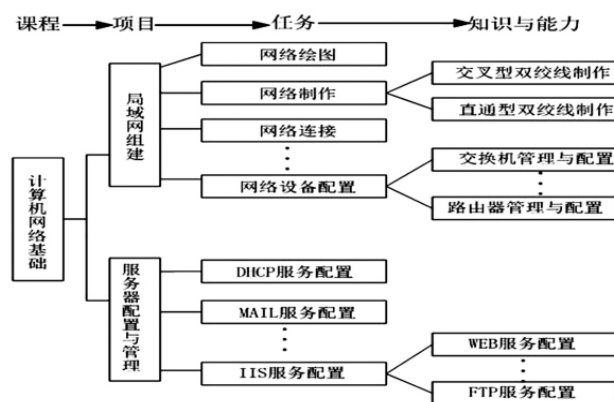 课程 项目 任务 知识与能力
网络绘图
局域网组建
网络制作
交叉型双绞线制作
直通型双绞线制作
网络连接
网络设备配置
交换机管理与配置
路由器管理与配置
计算机网络基础
服务器配置与管理
DHCP服务配置
MAIL服务配置
IIS服务配置
WEB服务配置
FTP服务配置